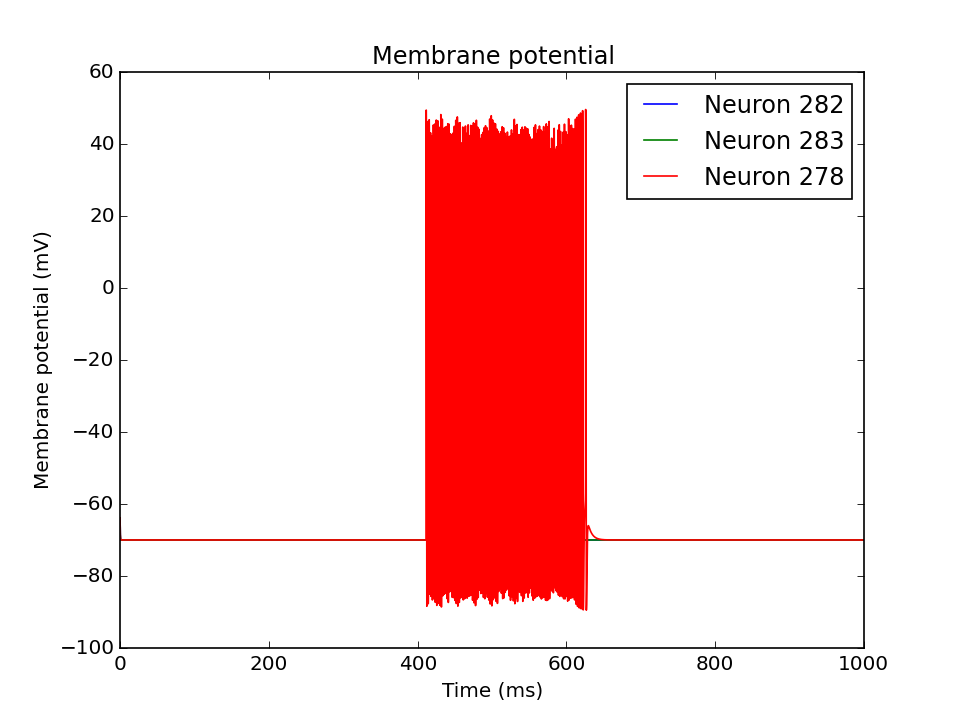 Membrane potential
Neuron 282
Neuron 283
Neuron 278
60
40
20
0
−20
−40
−60
−80
−100
Membrane potential (mV)
0 200 400 600 800 1000
Time (ms)